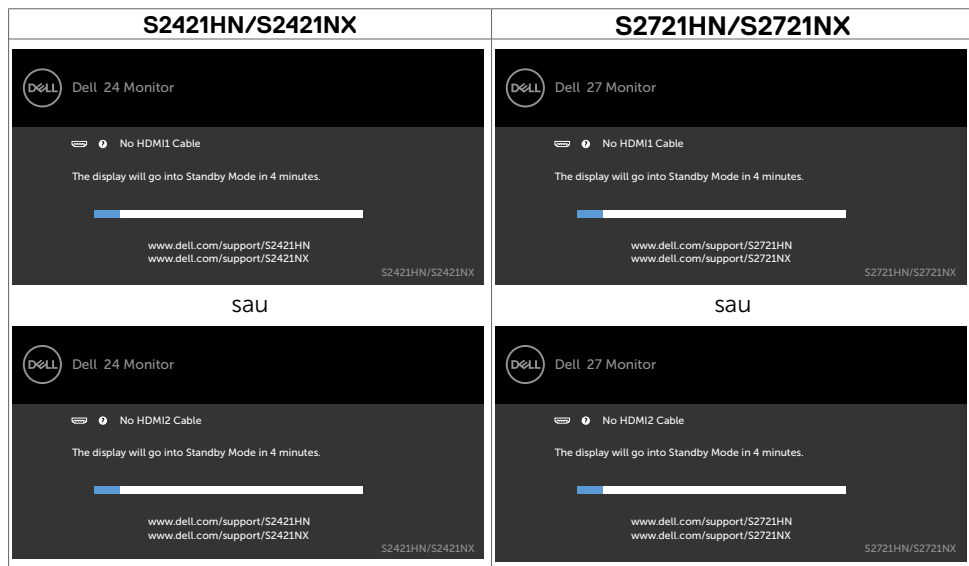 S2421HN/S2421NX
S2721HN/S2721NX
DELL Dell 24 Monitor
No HDMI1 Cable
The display will go into Standby Mode in 4 minutes.
www.dell.com/support/S2421HN
www.dell.com/support/S2421NX
S2421HN/S2421NX
DELL Dell 27 Monitor
? No HDMI1 Cable
The display will go into Standby Mode in 4 minutes.
www.dell.com/support/S2721HN
www.dell.com/support/S2721NX
S2721HN/S2721NX
sau
sau
DELL Dell 24 Monitor
? No HDMI2 Cable
The display will go into Standby Mode in 4 minutes.
www.dell.com/support/S2421HN
www.dell.com/support/S2421NX
S2421HN/S2421NX
DELL Dell 27 Monitor
? No HDMI2 Cable
The display will go into Standby Mode in 4 minutes.
www.dell.com/support/S2721HN
www.dell.com/support/S2721NX
S2721HN/S2721NX